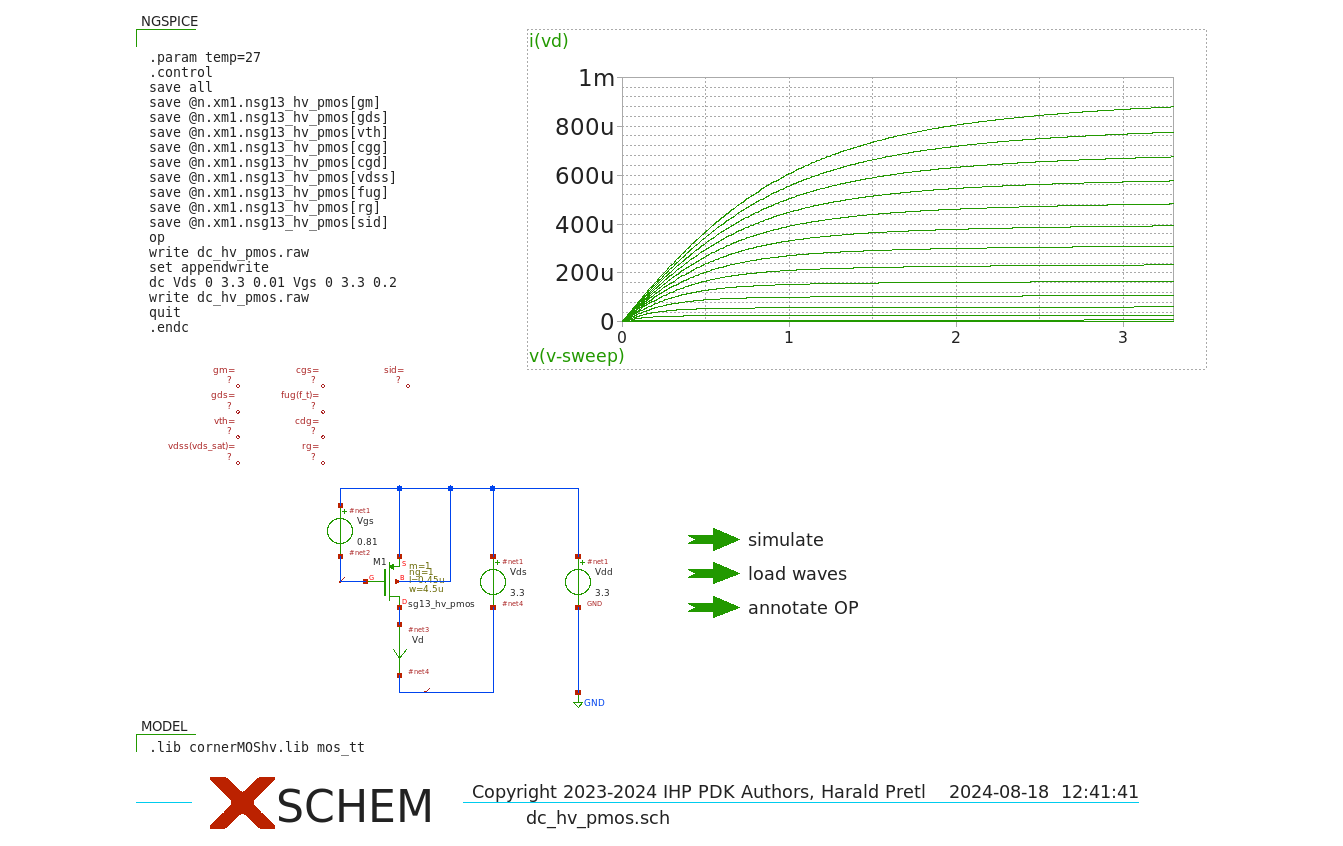 NGSPICE
.param temp=27
.control
save all
save @n.xm1.nsg13_hv_pmos[gm]
save @n.xm1.nsg13_hv_pmos[gds]
save @n.xm1.nsg13_hv_pmos[vth]
save @n.xm1.nsg13_hv_pmos[cgg]
save @n.xm1.nsg13_hv_pmos[cgd]
save @n.xm1.nsg13_hv_pmos[vdss]
save @n.xm1.nsg13_hv_pmos[fug]
save @n.xm1.nsg13_hv_pmos[rg]
save @n.xm1.nsg13_hv_pmos[sid]
op
write dc_hv_pmos.raw
set appendwrite
dc Vds 0 3.3 0.01 Vgs 0 3.3 0.2
write dc_hv_pmos.raw
quit
.endc
i(vd)
1m
800u
600u
400u
200u
0
0 1 2 3
v(v-sweep)
gm= cgs= sid=
? ? ?
gds= fug(f_t)=
? ?
vth= cdg=
? ?
vdss(vds_sat)= rg=
? ?
#net1
Vgs
0.81
#net2
M1
G
S
B
D
m=1
ng=1
l=0.45u
w=4.5u
sg13_hv_pmos
#net3
Vd
#net4
#net1
Vds
3.3
#net4
#net1
Vdd
3.3
GND
GND
simulate
load waves
annotate OP
MODEL
.lib cornerMOShv.lib mos_tt
XSCHEM
Copyright 2023-2024 IHP PDK Authors, Harald Pretl 2024-08-18 12:41:41
dc_hv_pmos.sch